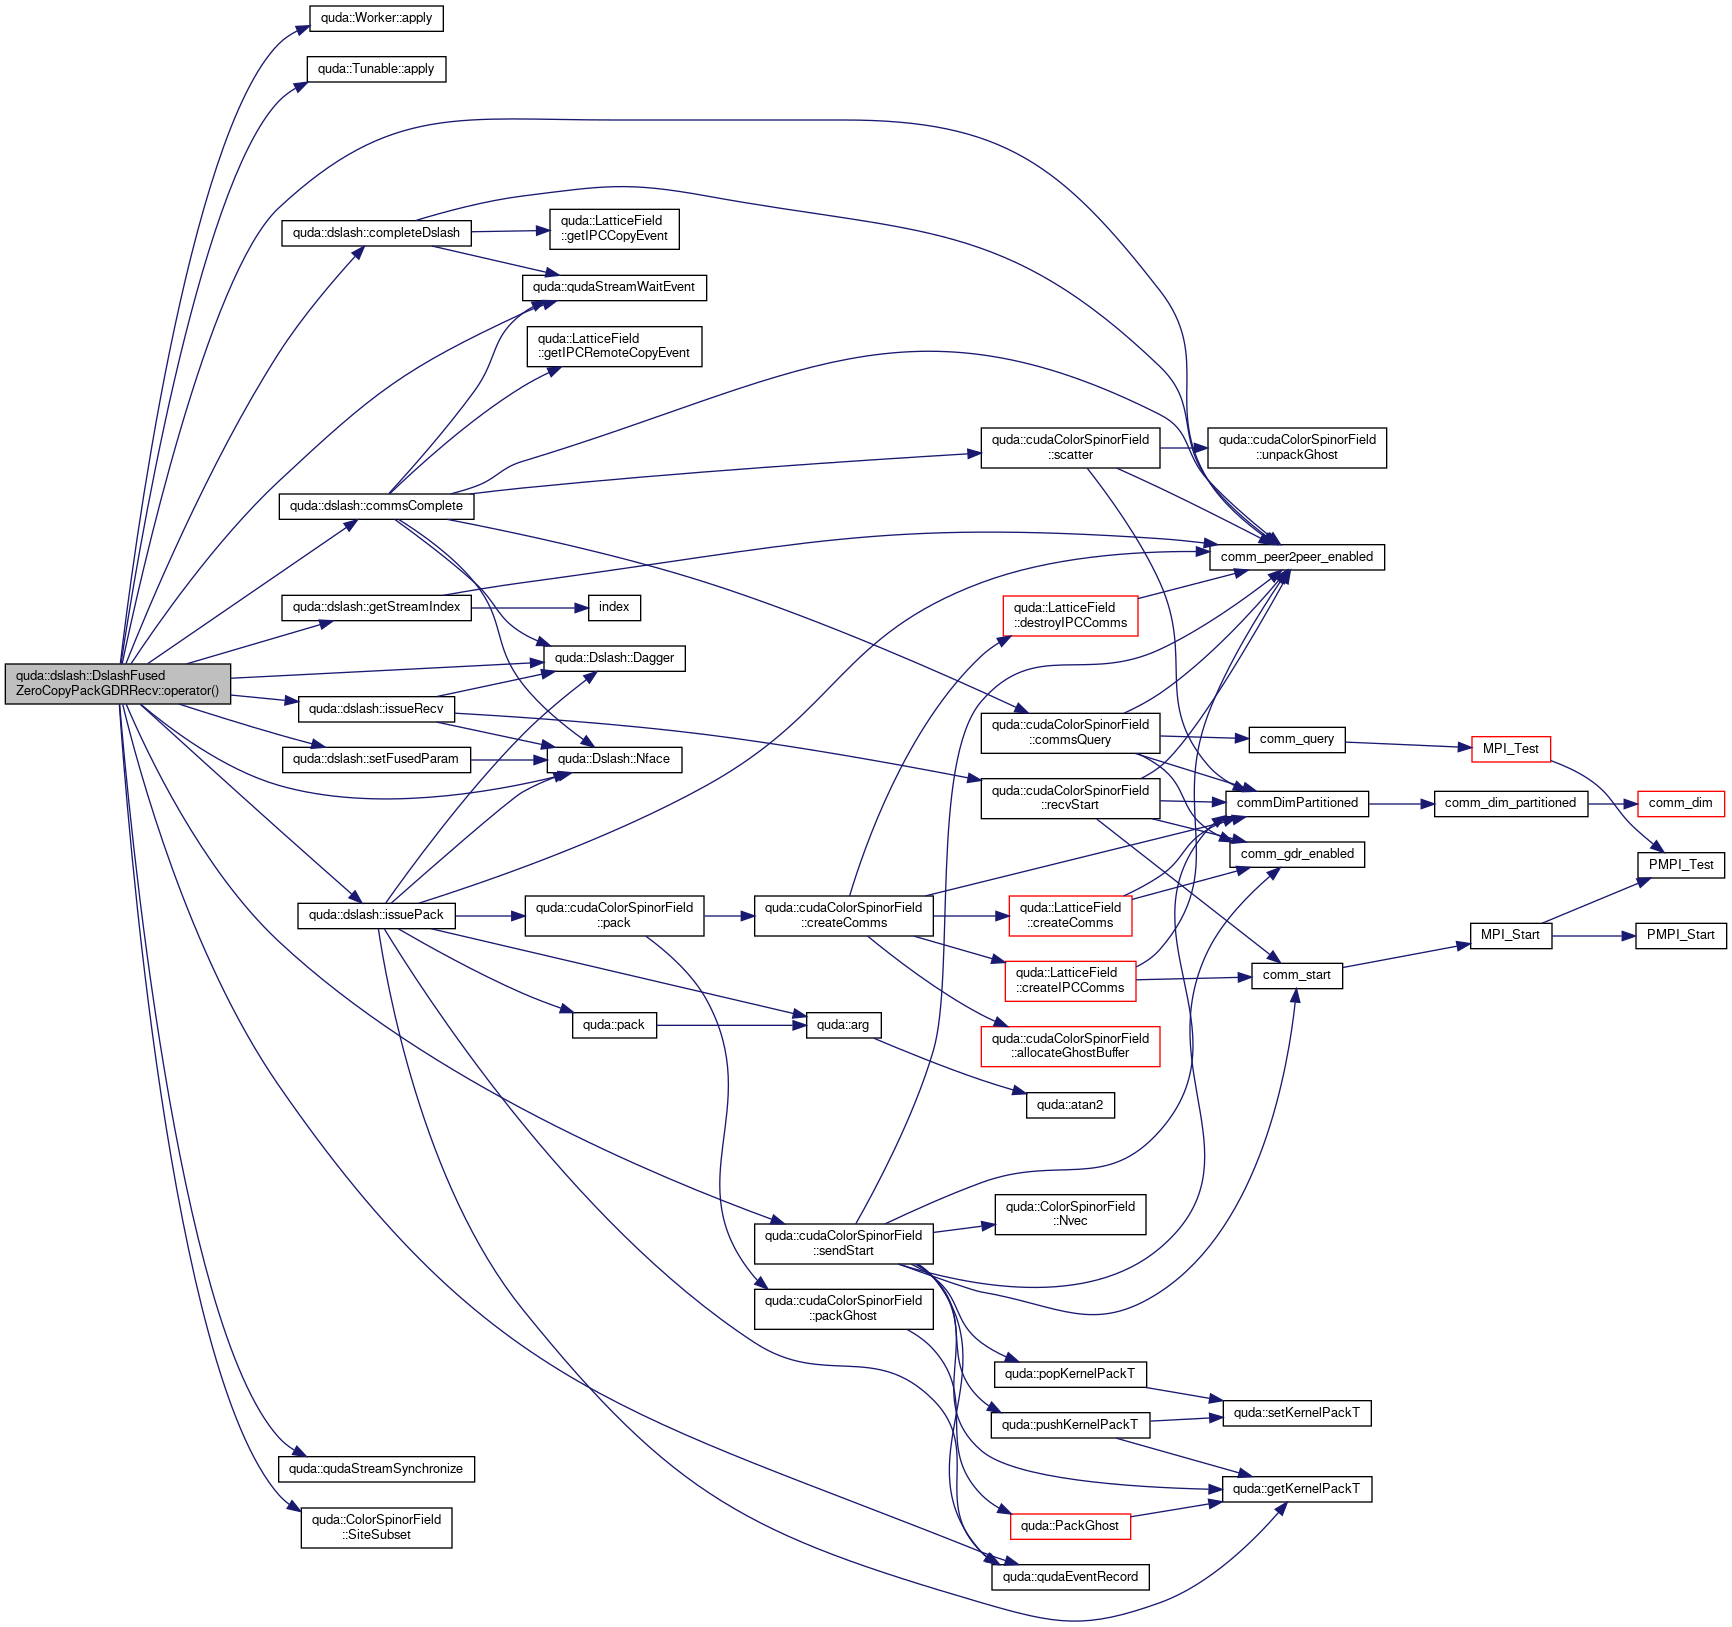 quda::Worker::apply
quda::Tunable::apply
quda::dslash::completeDslash
quda::LatticeField
::getIPCCopyEvent
quda::qudaStreamWaitEvent
quda::LatticeField
::getIPCRemoteCopyEvent
quda::cudaColorSpinorField
::scatter
quda::cudaColorSpinorField
::unpackGhost
quda::dslash::commsComplete
comm_peer2peer_enabled
quda::dslash::getStreamIndex
index
quda::LatticeField
::destroyIPCComms
quda::Dslash::Dagger
quda::dslash::DslashFused
ZeroCopyPackGDRRecv::operator()
quda::dslash::issueRecv
quda::cudaColorSpinorField
::commsQuery
comm_query
MPI_Test
quda::dslash::setFusedParam
quda::Dslash::Nface
quda::cudaColorSpinorField
::recvStart
commDimPartitioned
comm_dim_partitioned
comm_dim
comm_gdr_enabled
PMPI_Test
quda::dslash::issuePack
quda::cudaColorSpinorField
::pack
quda::cudaColorSpinorField
::createComms
quda::LatticeField
::createComms
MPI_Start
PMPI_Start
quda::LatticeField
::createIPCComms
comm_start
quda::pack
quda::arg
quda::cudaColorSpinorField
::allocateGhostBuffer
quda::atan2
quda::ColorSpinorField
::Nvec
quda::cudaColorSpinorField
::sendStart
quda::cudaColorSpinorField
::packGhost
quda::popKernelPackT
quda::setKernelPackT
quda::pushKernelPackT
quda::qudaStreamSynchronize
quda::getKernelPackT
quda::ColorSpinorField
::SiteSubset
quda::PackGhost
quda::qudaEventRecord